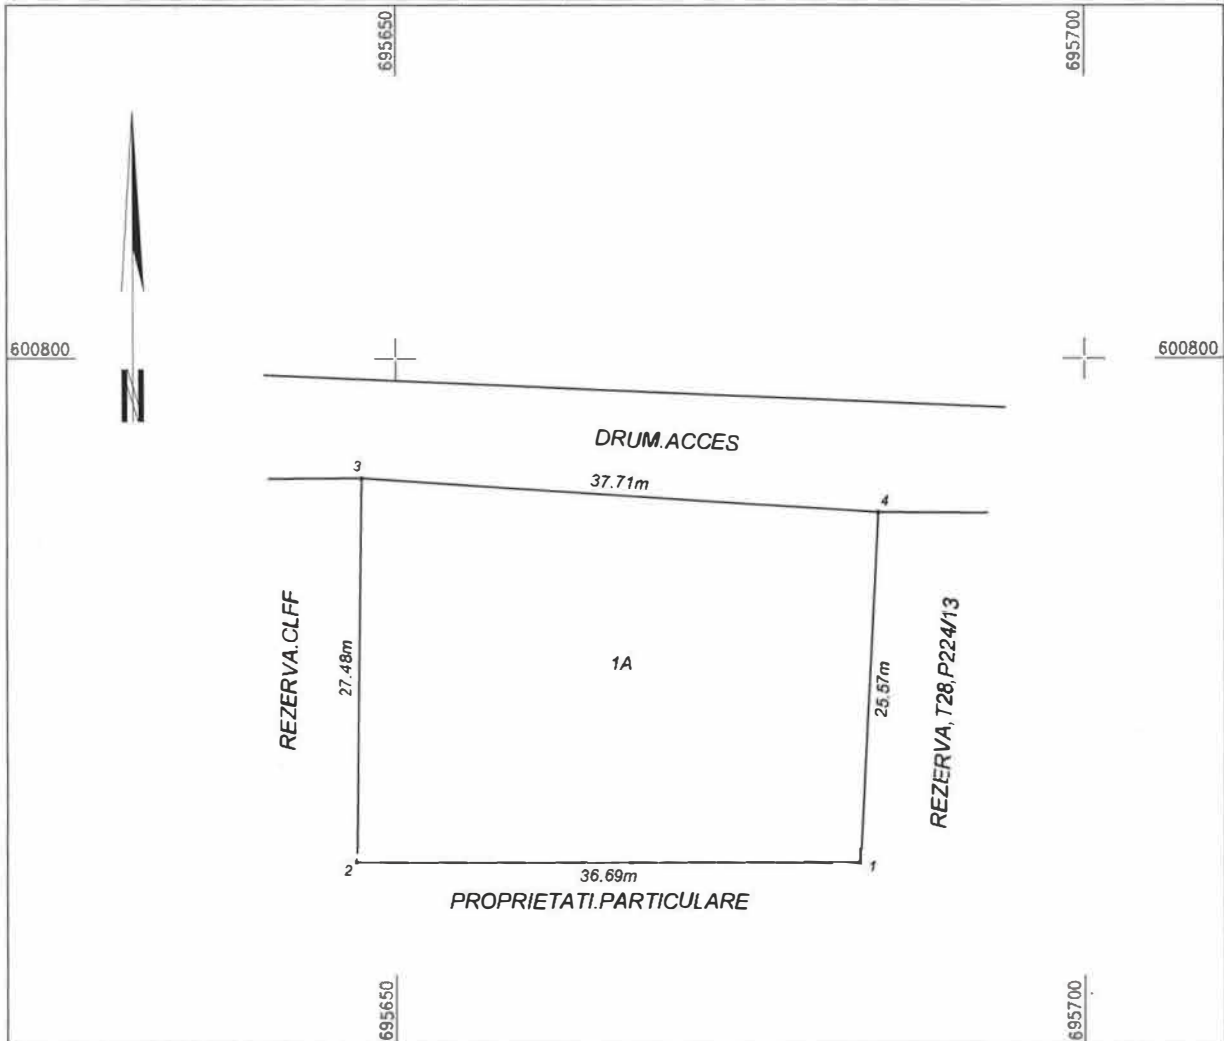 695650
695700
N
600800
600800
DRUM.ACCES
3
37.71m
4
REZERVA.CLFF
27.48m
1A
25.57m
REZERVA,T28,P224/13
2
36.69m
1
PROPRIETATI.PARTICULARE
695650
695700